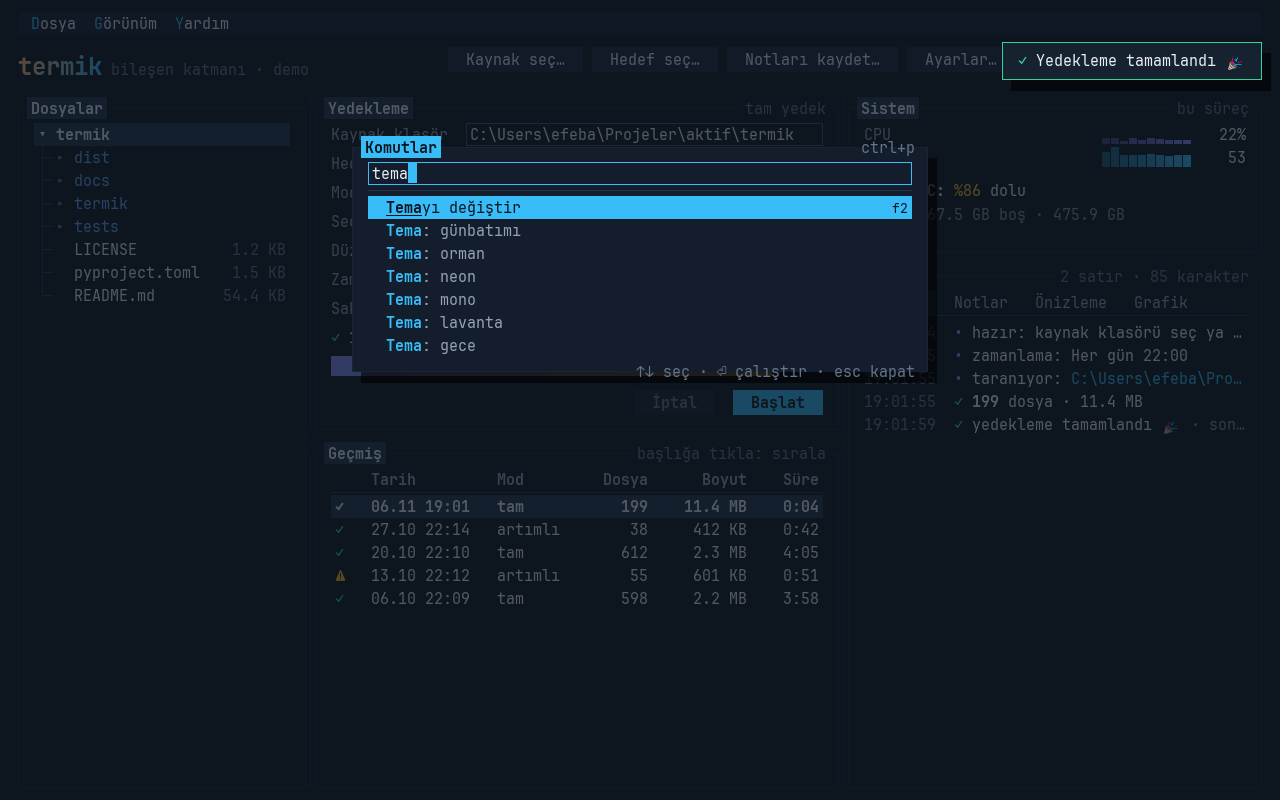 Dosya Görünüm Yardım
termik bileşen katmanı · demo
Kaynak seç… Hedef seç… Notları kaydet… Ayarlar…
✓ Yedekleme tamamlandı 🎉
Dosyalar
▾ termik
▸ dist
▸ docs
▸ termik
▸ tests
LICENSE 1.2 KB
pyproject.toml 1.5 KB
README.md 54.4 KB
Yedekleme tam yedek
Kaynak klasör C:\Users\efeba\Projeler\aktif\termik
Komutlar ctrl+p
tema
Temayı değiştir f2
Tema: günbatımı
Tema: orman
Tema: neon
Tema: mono
Tema: lavanta
Tema: gece
↑↓ seç · ⏎ çalıştır · esc kapat
İptal Başlat
Geçmiş başlığa tıkla: sırala
Tarih Mod Dosya Boyut Süre
✓ 06.11 19:01 tam 199 11.4 MB 0:04
✓ 27.10 22:14 artımlı 38 412 KB 0:42
✓ 20.10 22:10 tam 612 2.3 MB 4:05
⚠ 13.10 22:12 artımlı 55 601 KB 0:51
✓ 06.10 22:09 tam 598 2.2 MB 3:58
Sistem bu süreç
CPU 22%
53
C: %86 dolu
67.5 GB boş · 475.9 GB
2 satır · 85 karakter
Notlar Önizleme Grafik
• hazır: kaynak klasörü seç ya …
• zamanlama: Her gün 22:00
19:01:55 • taranıyor: C:\Users\efeba\Pro…
19:01:55 ✓ 199 dosya · 11.4 MB
19:01:59 ✓ yedekleme tamamlandı 🎉 · son…